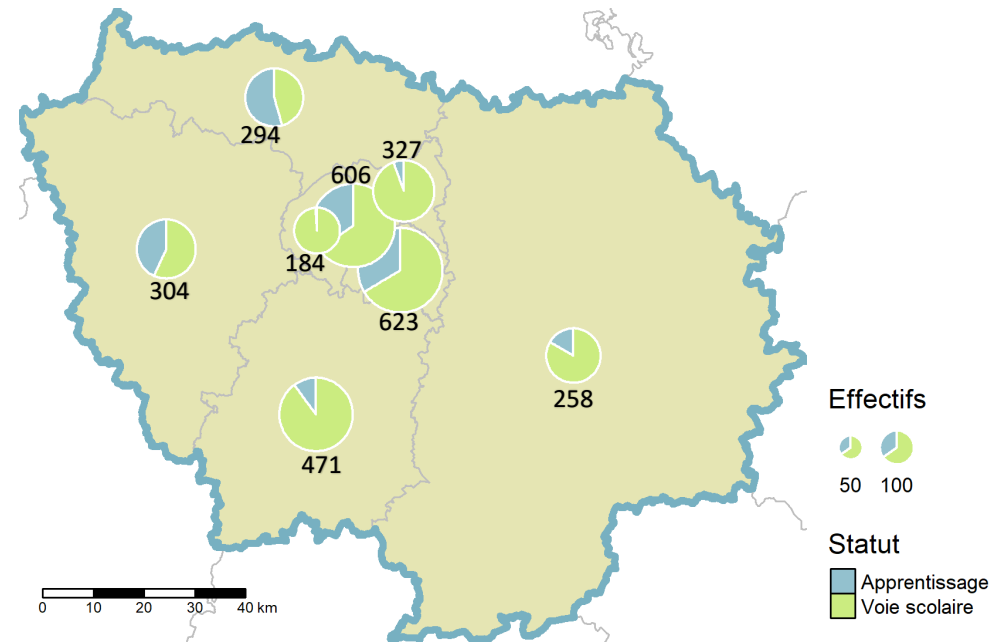 294
327
606
184
304
623
258
471
Effectifs
50 100
Statut
Apprentissage
Voie scolaire
0 10 20 30 40 km